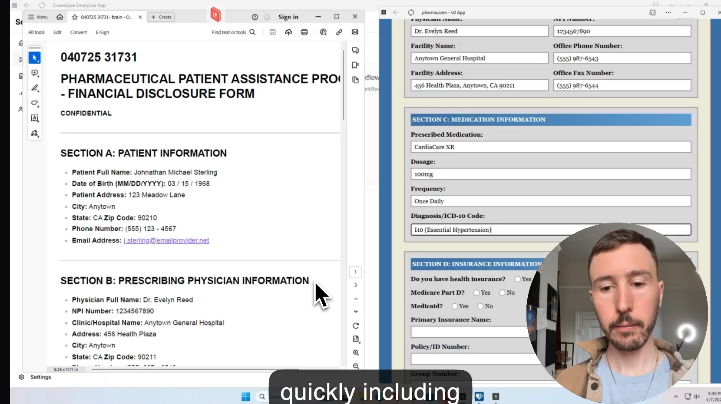 Menu
040725 31731 - brain - O...
Create
Sign in
All tools Edit Convert E-Sign
Find text or tools
040725 31731
PHARMACEUTICAL PATIENT ASSISTANCE PRO
- FINANCIAL DISCLOSURE FORM
CONFIDENTIAL
SECTION A: PATIENT INFORMATION
Patient Full Name: Johnathan Michael Sterling
Date of Birth (MM/DD/YYYY): 03 / 15 / 1968
Patient Address: 123 Meadow Lane
City: Anytown
State: CA Zip Code: 90210
Phone Number: (555) 123 - 4567
Email Address: j.sterling@emailprovider.net
SECTION B: PRESCRIBING PHYSICIAN INFORMATION
Physician Full Name: Dr. Evelyn Reed
NPI Number: 1234567890
Clinic/Hospital Name: Anytown General Hospital
Address: 456 Health Plaza
City: Anytown
State: CA Zip Code: 90211
Settings
pharma.com - v0 App
Physician Name:
NPI Number:
Dr. Evelyn Reed
1234567890
Facility Name:
Office Phone Number:
Anytown General Hospital
(555) 987-6543
Facility Address:
Office Fax Number:
456 Health Plaza, Anytown, CA 90211
(555) 987-6544
SECTION C: MEDICATION INFORMATION
Prescribed Medication:
CardiaCare XR
Dosage:
100mg
Frequency:
Once Daily
Diagnosis/ICD-10 Code:
I10 (Essential Hypertension)
SECTION D: INSURANCE INFORMATION
Do you have health insurance? Yes
Medicare Part D? Yes No
Medicaid? Yes No
Primary Insurance Name:
Policy/ID Number:
Group Number:
quickly including